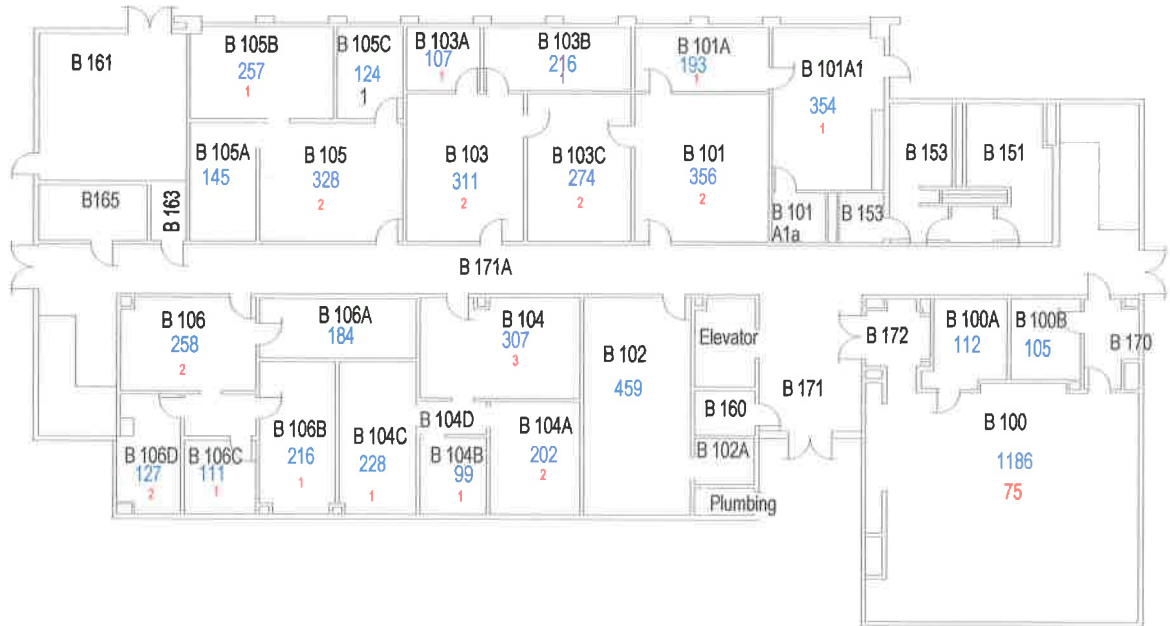 B 161
B 105B
257
1
B 105C
124
1
B 103A
107
1
B 103B
216
1
B 101A
193
1
B 101A1
354
1
B 105A
145
B 105
328
2
B 103
311
2
B 103C
274
2
B 101
356
2
B 153
B 151
B165
B 163
B 101
A1a
B 153
B 171A
B 106
258
2
B 106A
184
B 104
307
3
B 102
459
Elevator
B 172
B 100A
112
B 100B
105
B 170
B 160
B 171
B 106D
127
2
B 106C
111
1
B 106B
216
1
B 104C
228
1
B 104D
B 104B
99
1
B 104A
202
2
B 102A
Plumbing
B 100
1186
75